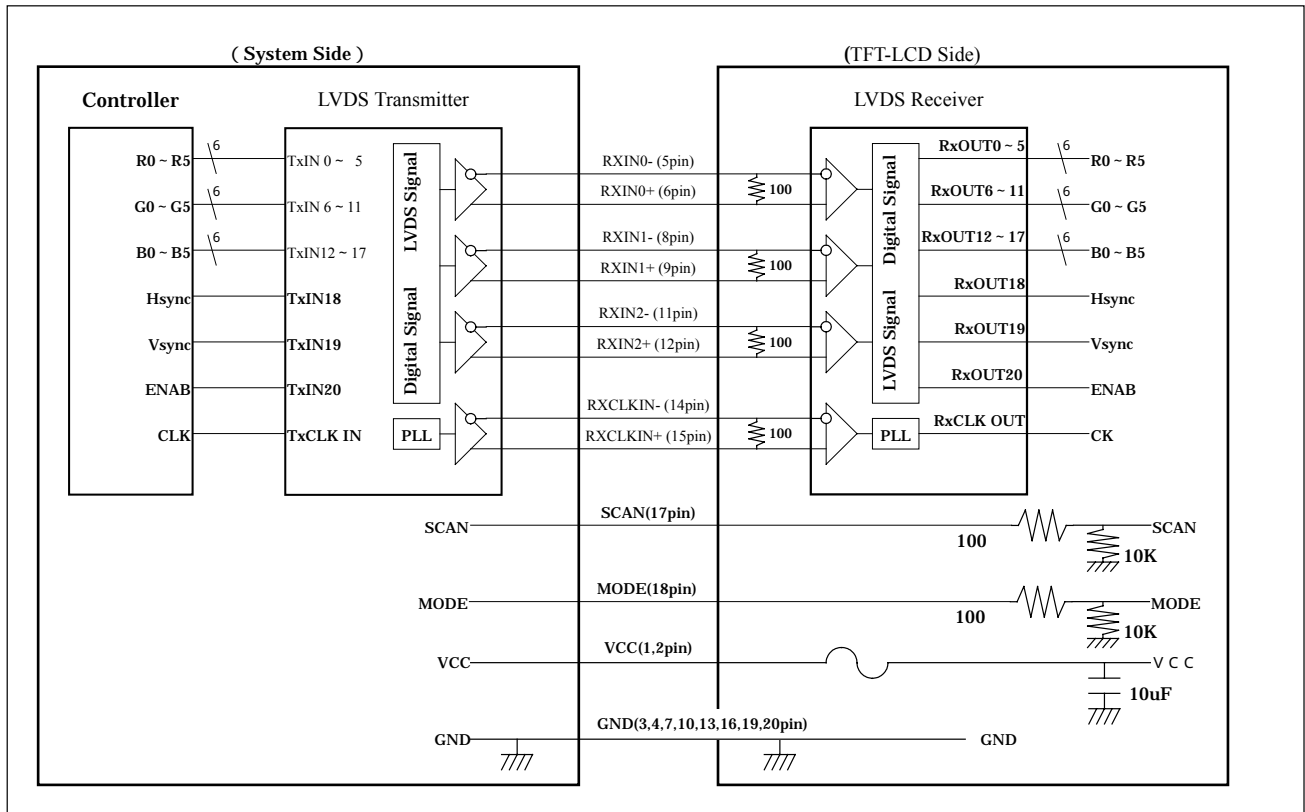 ( System Side )
(TFT-LCD Side)
Controller
LVDS Transmitter
LVDS Receiver
R0 ~ R5
6
TxIN 0 ~ 5
G0 ~ G5
6
TxIN 6 ~ 11
B0 ~ B5
6
TxIN12 ~ 17
Hsync
TxIN18
Vsync
TxIN19
ENAB
TxIN20
CLK
TxCLK IN
LVDS Signal
Digital Signal
PLL
RXIN0- (5pin)
RXIN0+ (6pin)
100
RXIN1- (8pin)
RXIN1+ (9pin)
100
RXIN2- (11pin)
RXIN2+ (12pin)
100
RXCLKIN- (14pin)
RXCLKIN+ (15pin)
100
Digital Signal
LVDS Signal
PLL
RxOUT0 ~ 5
6
R0 ~ R5
RxOUT6 ~ 11
6
G0 ~ G5
RxOUT12 ~ 17
6
B0 ~ B5
RxOUT18
Hsync
RxOUT19
Vsync
RxOUT20
ENAB
RxCLK OUT
CK
SCAN
SCAN(17pin)
100
SCAN
10K
MODE
MODE(18pin)
100
MODE
10K
VCC
VCC(1,2pin)
V C C
10uF
GND
GND(3,4,7,10,13,16,19,20pin)
GND